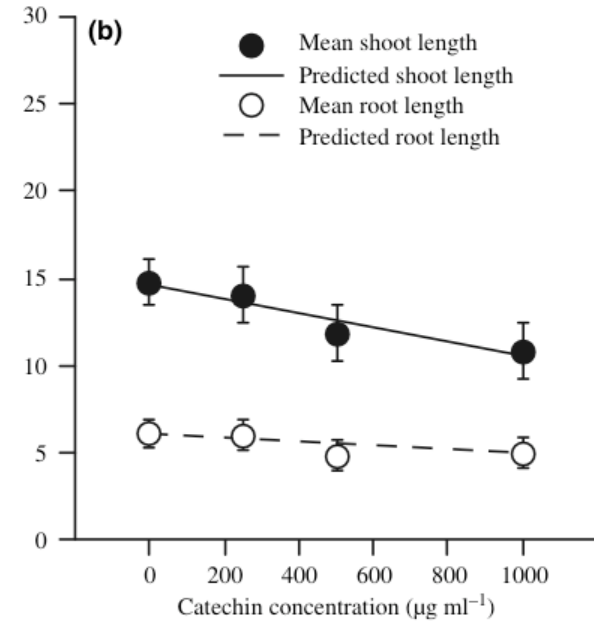 (b)
Mean shoot length
Predicted shoot length
Mean root length
Predicted root length
30
25
20
15
10
5
0
0 200 400 600 800 1000
Catechin concentration (µg ml⁻¹)